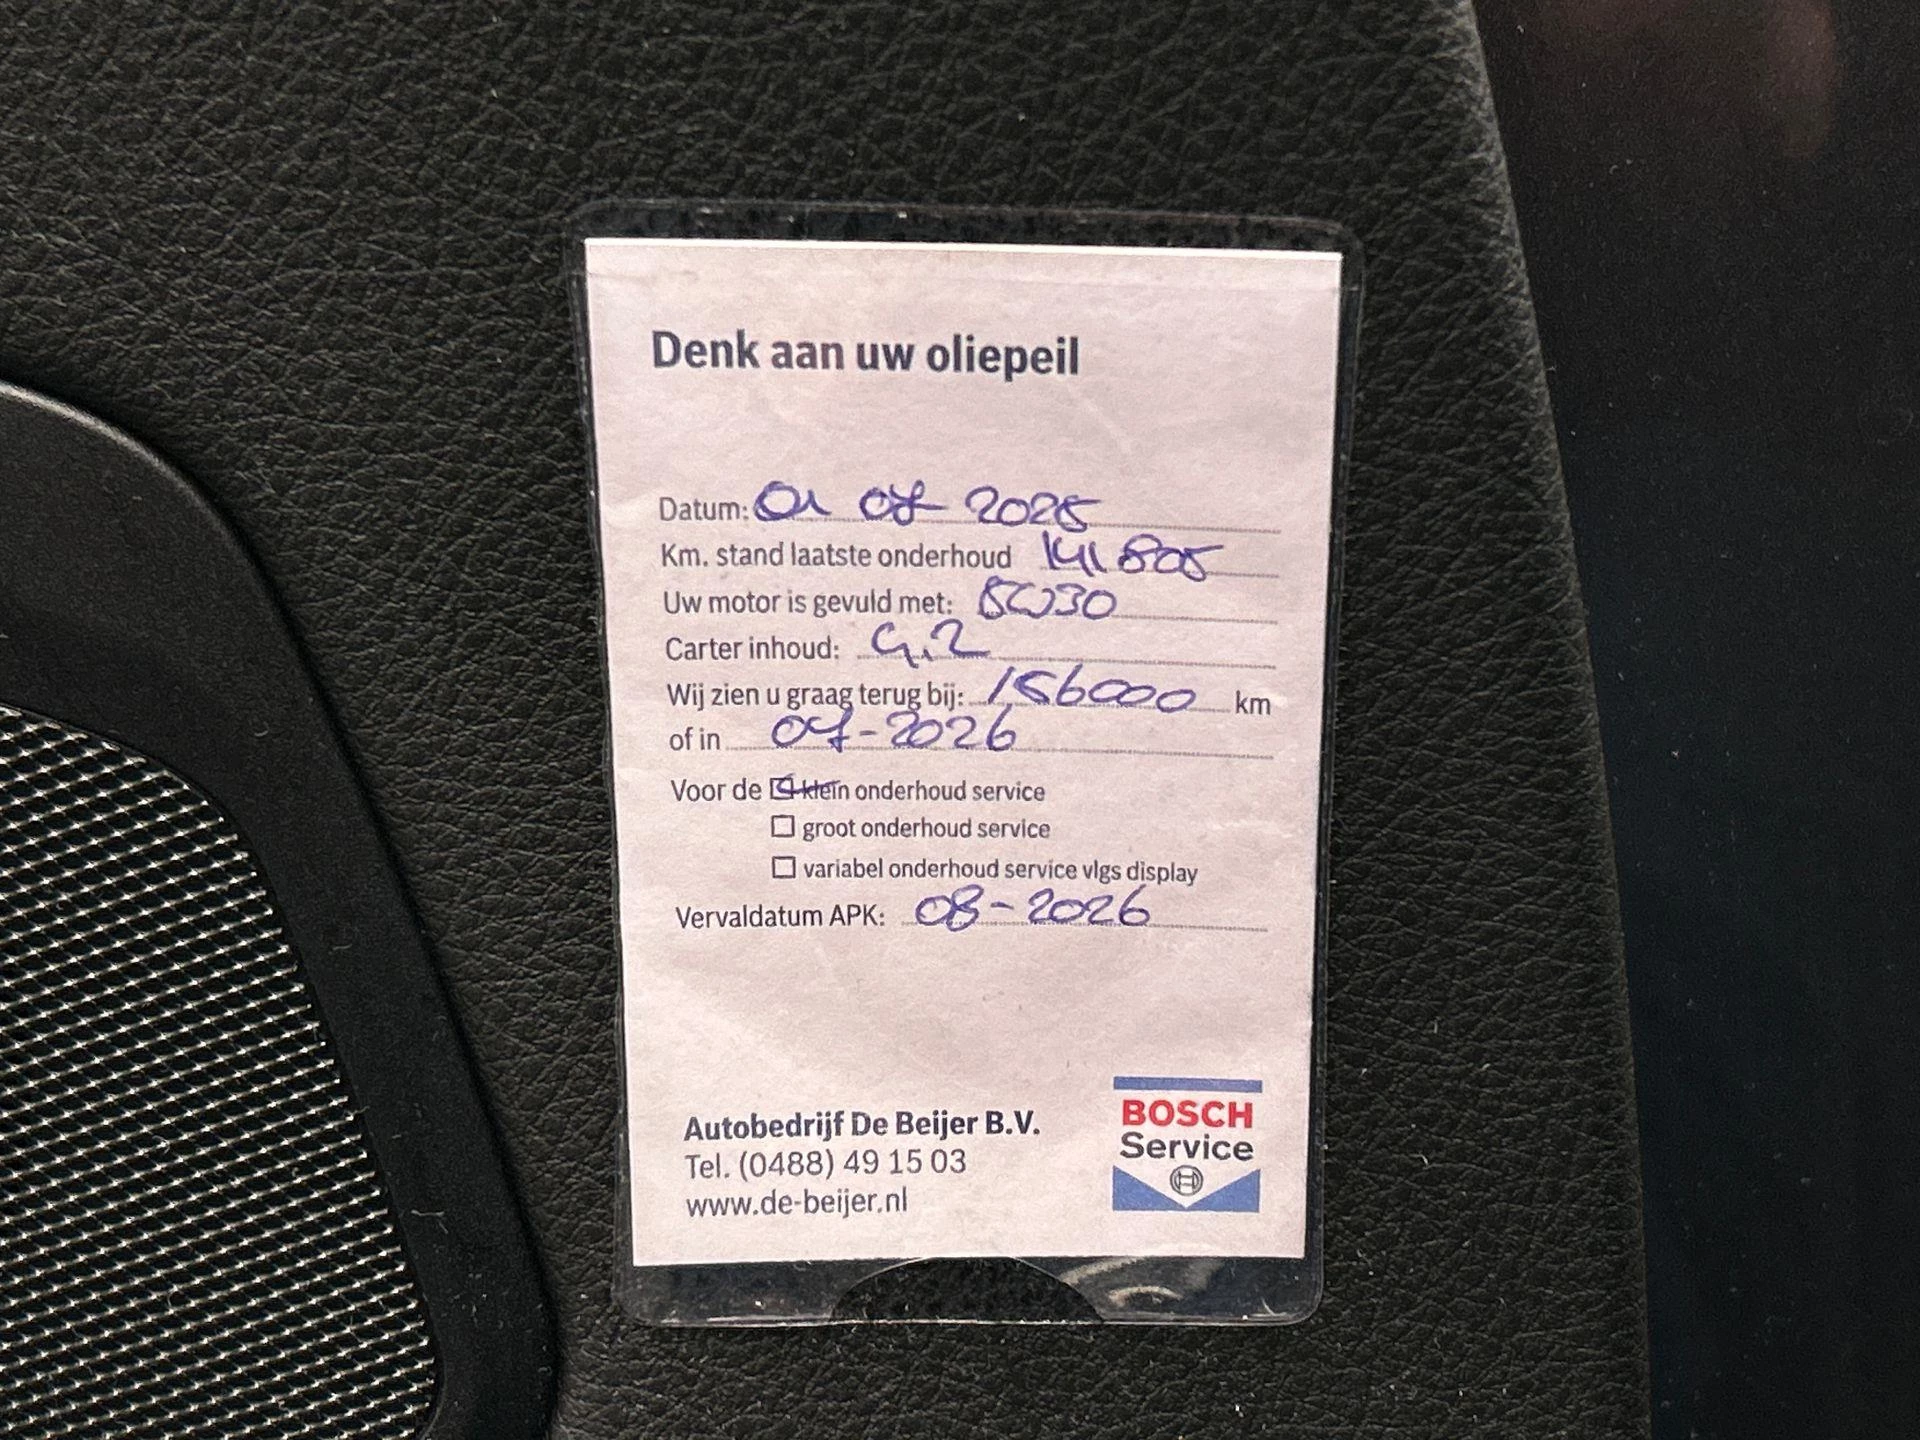 Denk aan uw oliepeil
Datum: 01 07 2025
Km. stand laatste onderhoud 141805
Uw motor is gevuld met: 5W30
Carter inhoud: 4.2
Wij zien u graag terug bij: 156000 km
of in 07-2026
Voor de klein onderhoud service
groot onderhoud service
variabel onderhoud service vlgs display
Vervaldatum APK: 08-2026
Autobedrijf De Beijer B.V.
Tel. (0488) 49 15 03
www.de-beijer.nl
BOSCH
Service